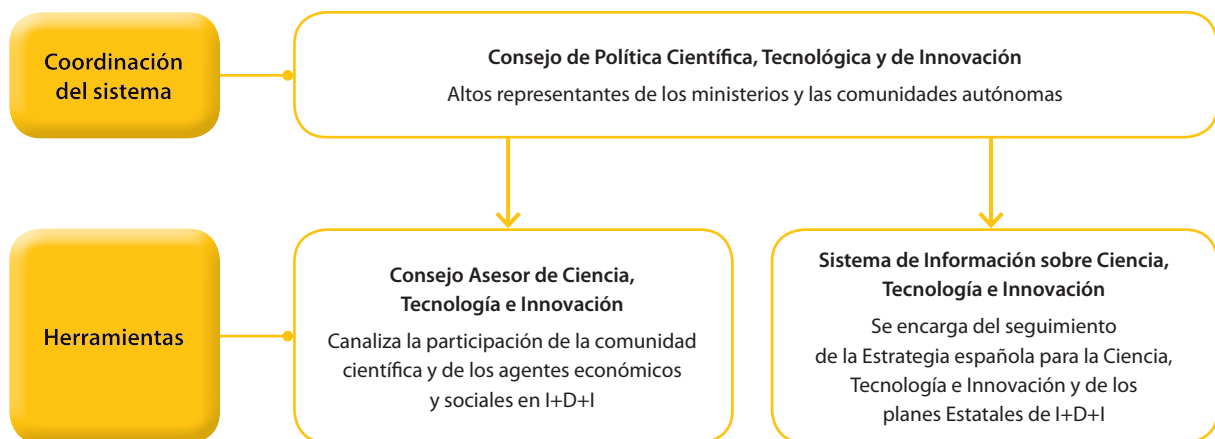 Coordinación
del sistema
Consejo de Política Científica, Tecnológica y de Innovación
Altos representantes de los ministerios y las comunidades autónomas
Herramientas
Consejo Asesor de Ciencia,
Tecnología e Innovación
Canaliza la participación de la comunidad
científica y de los agentes económicos
y sociales en I+D+I
Sistema de Información sobre Ciencia,
Tecnología e Innovación
Se encarga del seguimiento
de la Estrategia española para la Ciencia,
Tecnología e Innovación y de los
planes Estatales de I+D+I